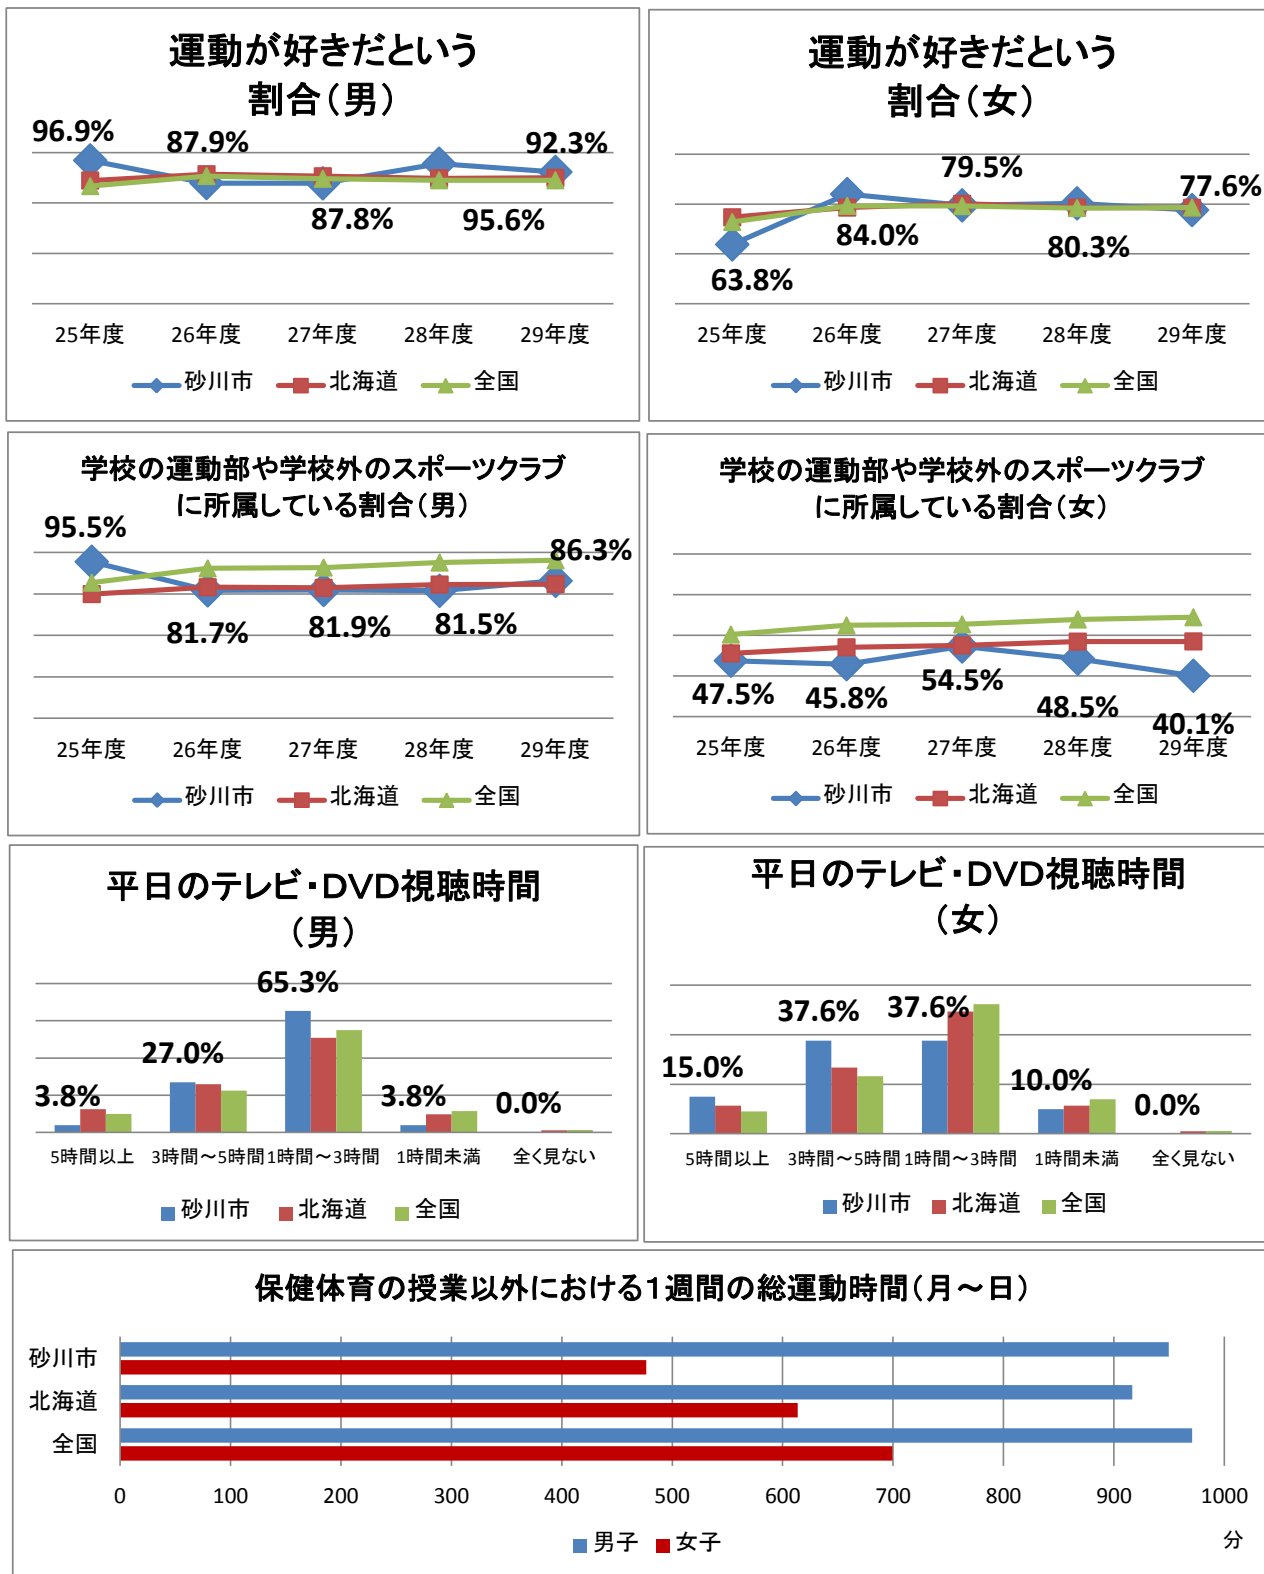 運動が好きだという
割合（男）
96.9%
87.9%
92.3%
87.8%
95.6%
25年度 26年度 27年度 28年度 29年度
砂川市 北海道 全国
運動が好きだという
割合（女）
79.5%
77.6%
84.0%
80.3%
63.8%
25年度 26年度 27年度 28年度 29年度
砂川市 北海道 全国
学校の運動部や学校外のスポーツクラブ
に所属している割合（男）
95.5%
86.3%
81.7% 81.9% 81.5%
25年度 26年度 27年度 28年度 29年度
砂川市 北海道 全国
学校の運動部や学校外のスポーツクラブ
に所属している割合（女）
47.5% 45.8% 54.5% 48.5% 40.1%
25年度 26年度 27年度 28年度 29年度
砂川市 北海道 全国
平日のテレビ・DVD視聴時間
（男）
3.8% 27.0% 65.3% 3.8% 0.0%
5時間以上 3時間～5時間 1時間～3時間 1時間未満 全く見ない
砂川市 北海道 全国
平日のテレビ・DVD視聴時間
（女）
15.0% 37.6% 37.6% 10.0% 0.0%
5時間以上 3時間～5時間 1時間～3時間 1時間未満 全く見ない
砂川市 北海道 全国
保健体育の授業以外における１週間の総運動時間（月～日）
砂川市
北海道
全国
0 100 200 300 400 500 600 700 800 900 1000
男子 女子
分